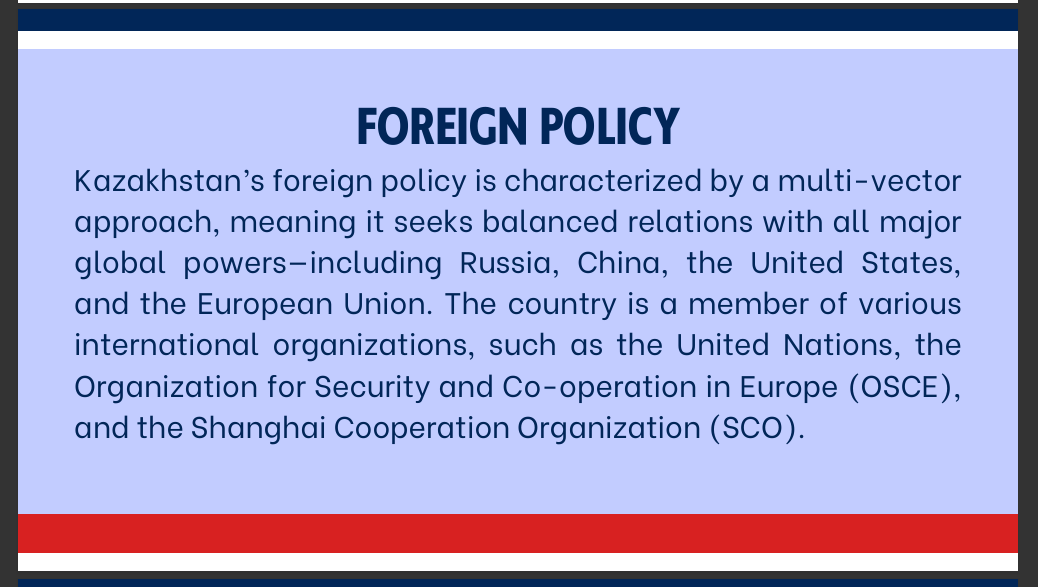 FOREIGN POLICY
Kazakhstan’s foreign policy is characterized by a multi-vector
approach, meaning it seeks balanced relations with all major
global powers—including Russia, China, the United States,
and the European Union. The country is a member of various
international organizations, such as the United Nations, the
Organization for Security and Co-operation in Europe (OSCE),
and the Shanghai Cooperation Organization (SCO).